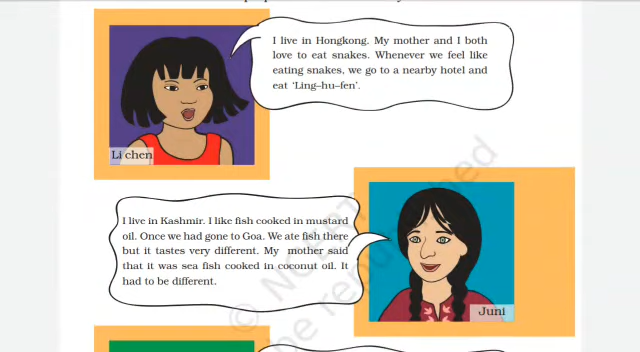 I live in Hongkong. My mother and I both
love to eat snakes. Whenever we feel like
eating snakes, we go to a nearby hotel and
eat ‘Ling–hu–fen’.
Li chen
I live in Kashmir. I like fish cooked in mustard
oil. Once we had gone to Goa. We ate fish there
but it tastes very different. My mother said
that it was sea fish cooked in coconut oil. It
had to be different.
Juni